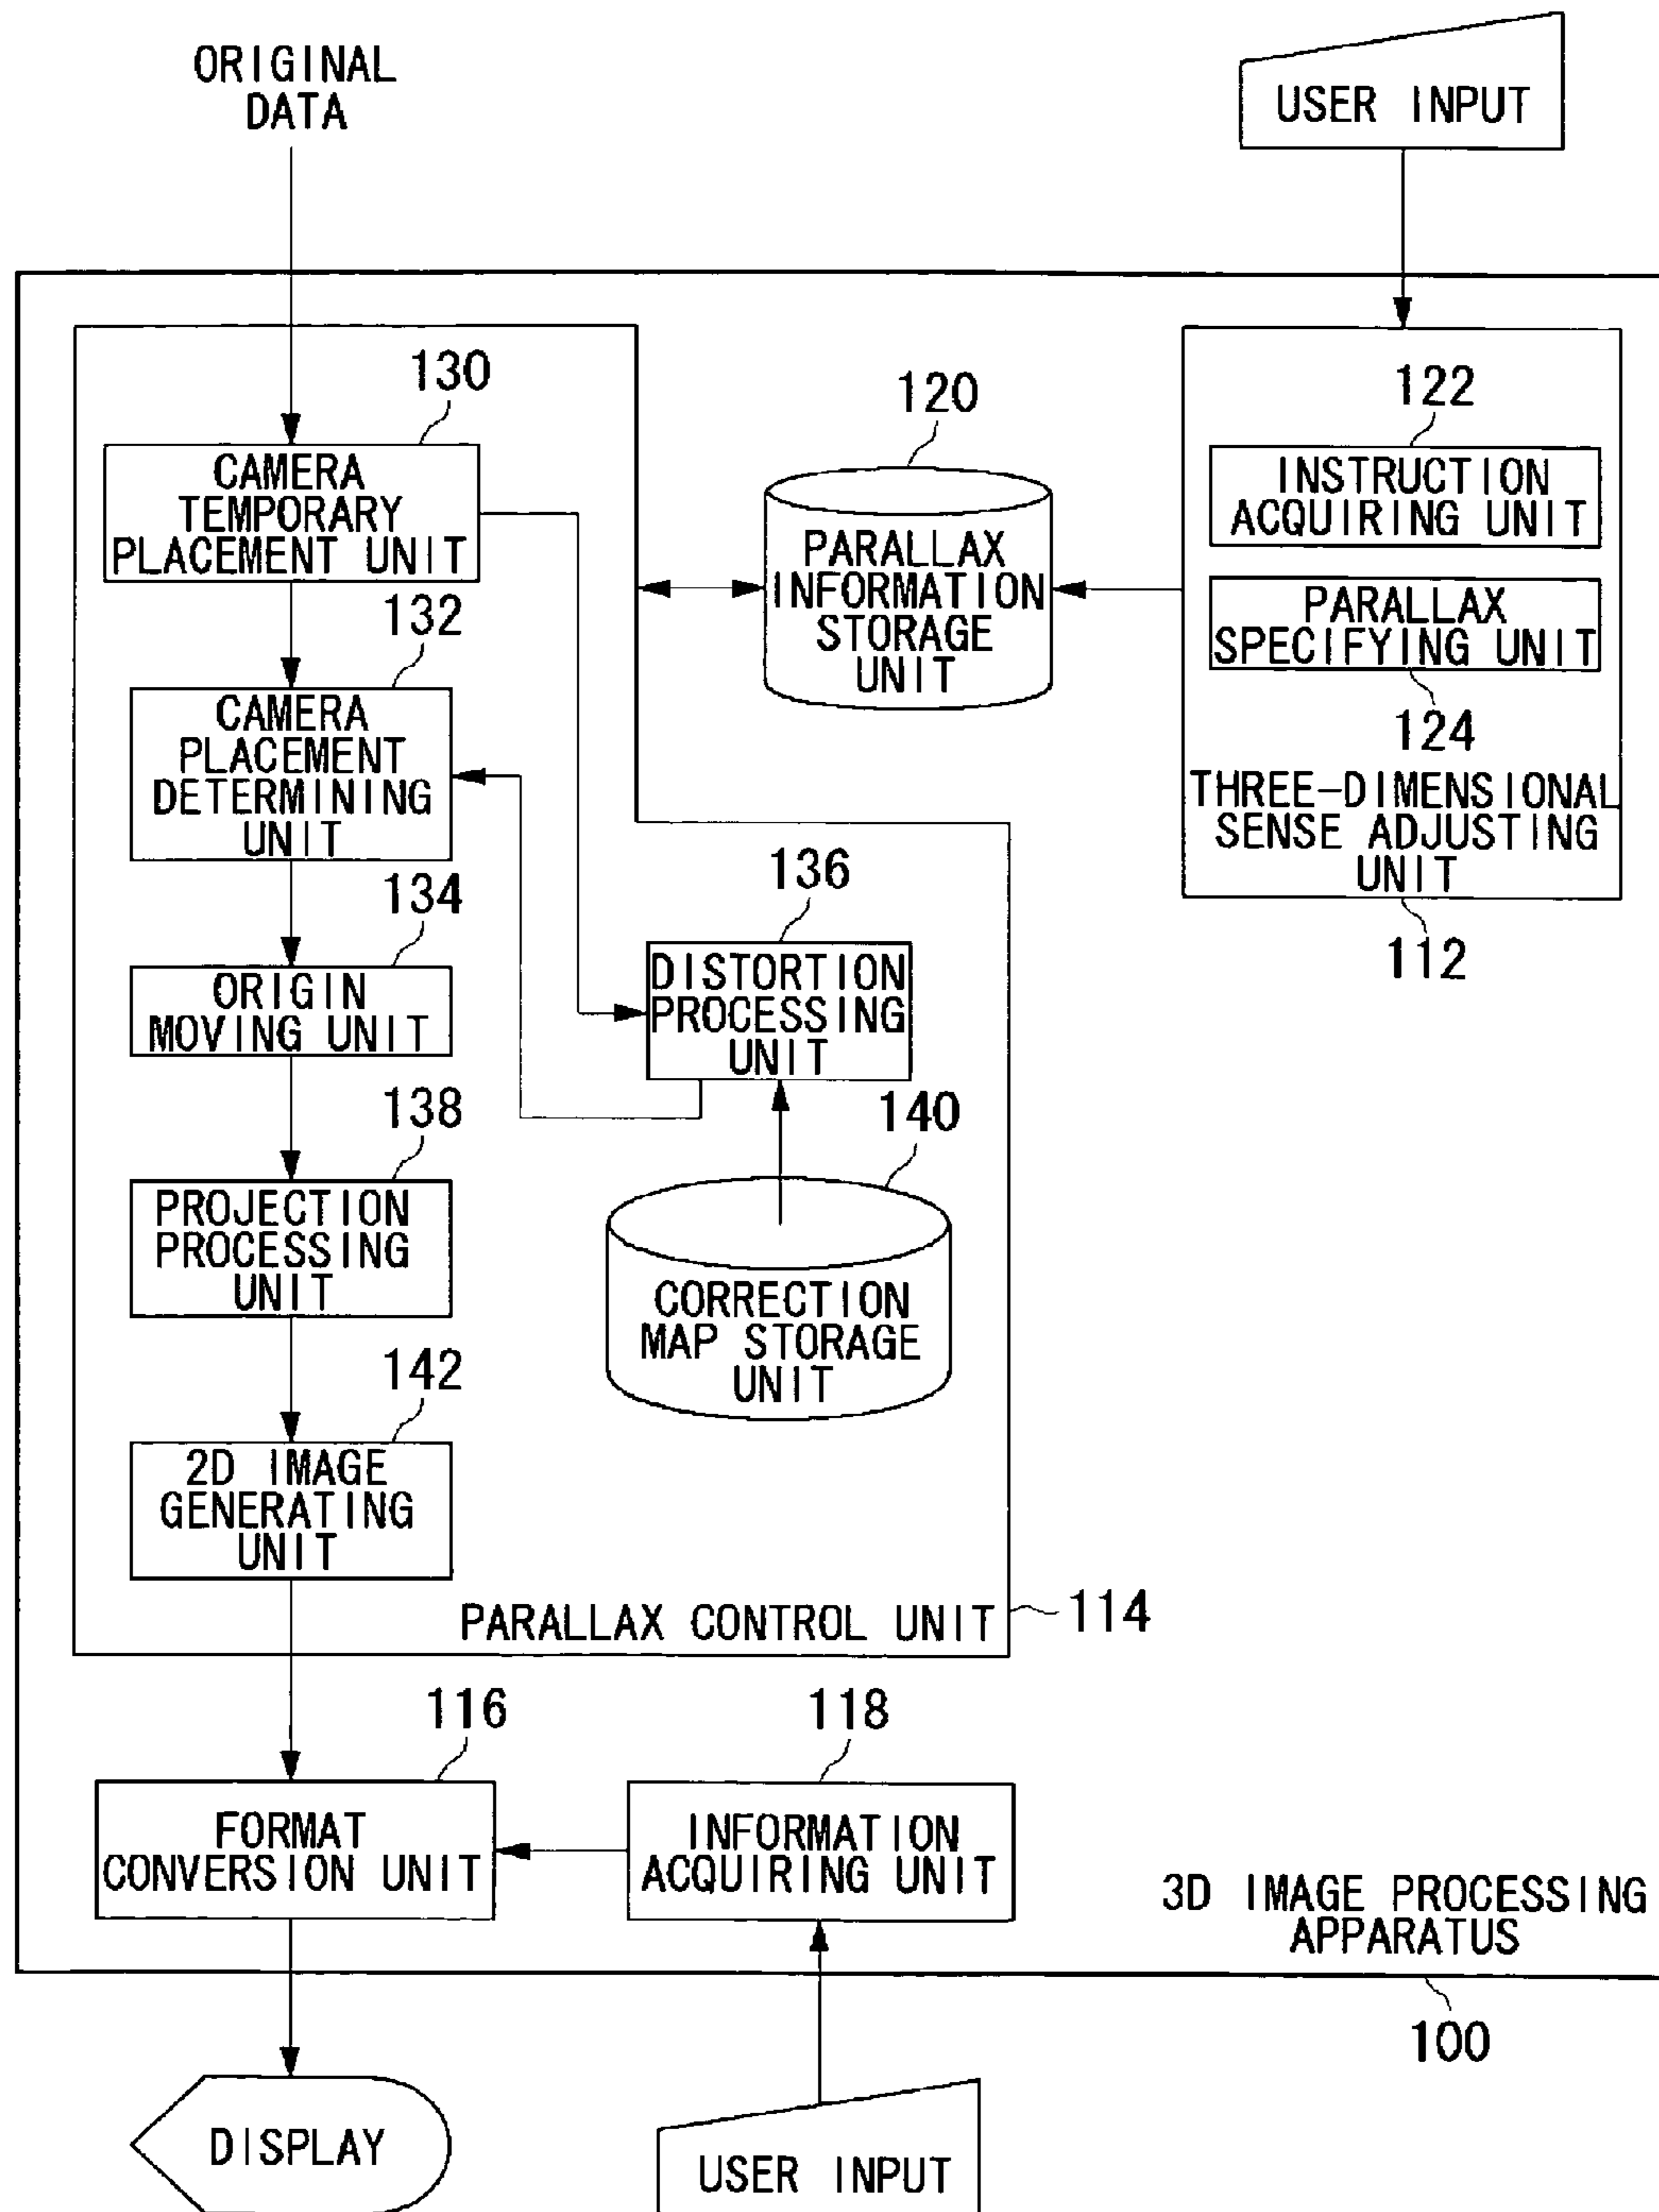 ORIGINAL
DATA
USER INPUT
130
CAMERA
TEMPORARY
PLACEMENT UNIT
120
PARALLAX
INFORMATION
STORAGE
UNIT
122
INSTRUCTION
ACQUIRING UNIT
PARALLAX
SPECIFYING UNIT
124
THREE-DIMENSIONAL
SENSE ADJUSTING
UNIT
112
132
CAMERA
PLACEMENT
DETERMINING
UNIT
134
ORIGIN
MOVING UNIT
136
DISTORTION
PROCESSING
UNIT
138
PROJECTION
PROCESSING
UNIT
140
CORRECTION
MAP STORAGE
UNIT
142
2D IMAGE
GENERATING
UNIT
PARALLAX CONTROL UNIT
114
116
FORMAT
CONVERSION UNIT
118
INFORMATION
ACQUIRING UNIT
3D IMAGE PROCESSING
APPARATUS
100
DISPLAY
USER INPUT